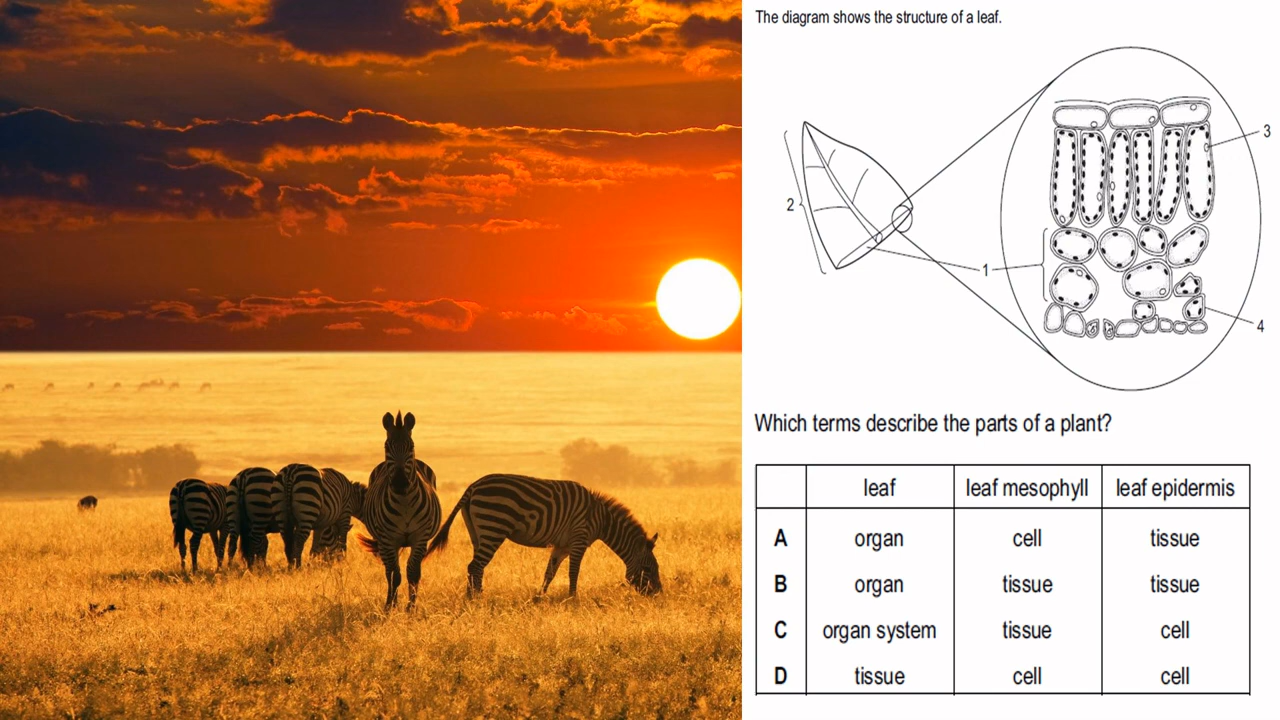 The diagram shows the structure of a leaf.
3
2
1
4
Which terms describe the parts of a plant?
leaf leaf mesophyll leaf epidermis
A organ cell tissue
B organ tissue tissue
C organ system tissue cell
D tissue cell cell